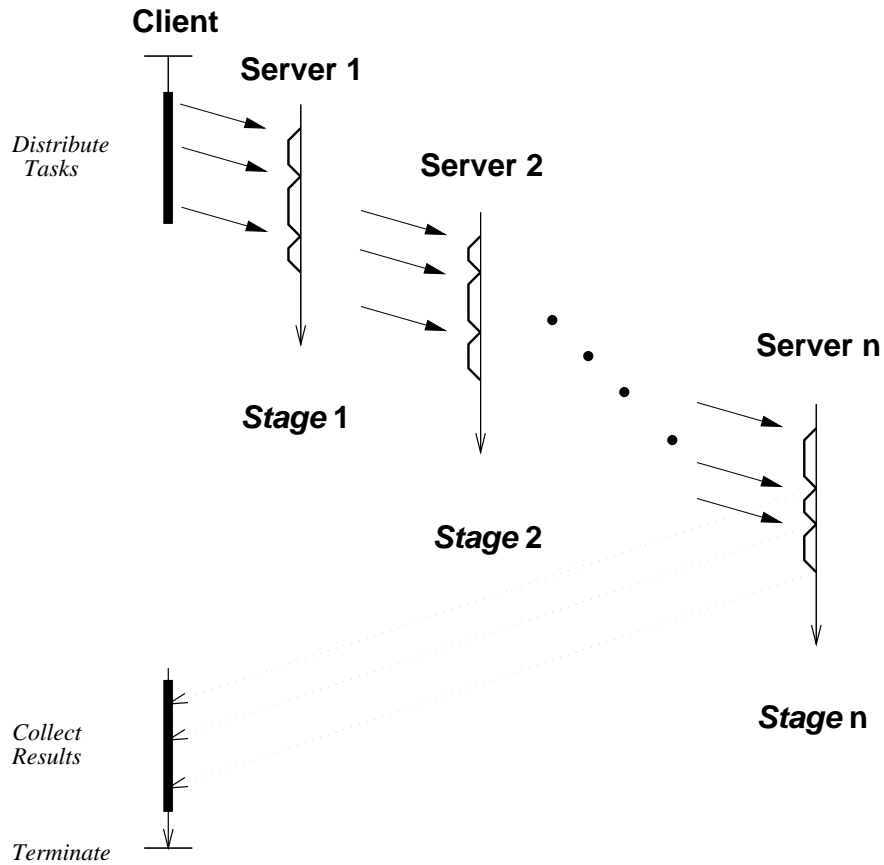 Client
Server 1
Distribute
Tasks
Server 2
Server n
Stage 1
Stage 2
Stage n
Collect
Results
Terminate